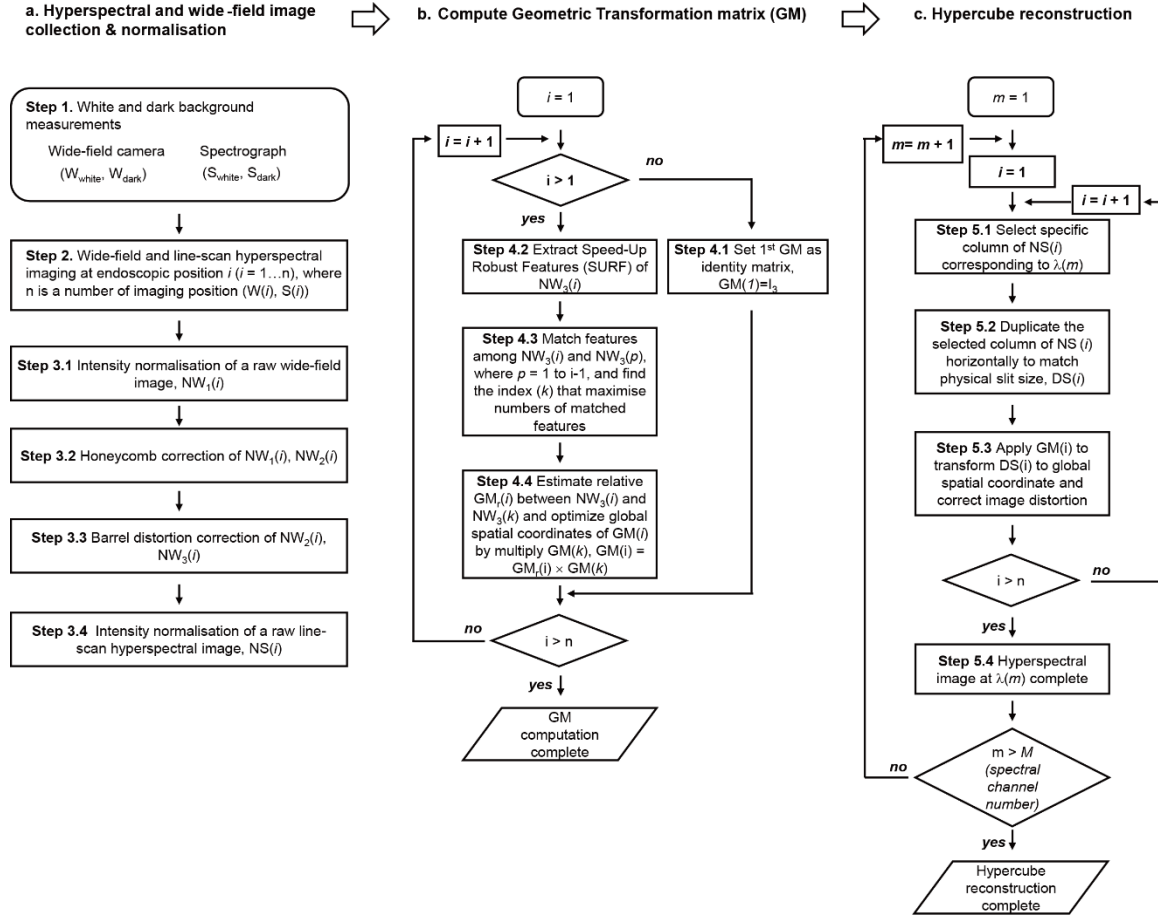 a. Hyperspectral and wide-field image
collection & normalisation
Step 1. White and dark background
measurements
Wide-field camera Spectrograph
(W_white, W_dark) (S_white, S_dark)
Step 2. Wide-field and line-scan hyperspectral
imaging at endoscopic position i (i = 1…n), where
n is a number of imaging position (W(i), S(i))
Step 3.1 Intensity normalisation of a raw wide-field
image, NW₁(i)
Step 3.2 Honeycomb correction of NW₁(i), NW₂(i)
Step 3.3 Barrel distortion correction of NW₂(i),
NW₃(i)
Step 3.4 Intensity normalisation of a raw line-
scan hyperspectral image, NS(i)
b. Compute Geometric Transformation matrix (GM)
i = 1
i = i + 1
no
i > 1
yes
Step 4.2 Extract Speed-Up
Robust Features (SURF) of
NW₃(i)
Step 4.1 Set 1st GM as
identity matrix,
GM(1)=I₃
Step 4.3 Match features
among NW₃(i) and NW₃(p),
where p = 1 to i-1, and find
the index (k) that maximise
numbers of matched
features
Step 4.4 Estimate relative
GMᵣ(i) between NW₃(i) and
NW₃(k) and optimize global
spatial coordinates of GM(i)
by multiply GM(k), GM(i) =
GMᵣ(i) × GM(k)
no
i > n
yes
GM
computation
complete
c. Hypercube reconstruction
m = 1
m= m + 1
i = 1
i = i + 1
Step 5.1 Select specific
column of NS(i)
corresponding to λ(m)
Step 5.2 Duplicate the
selected column of NS (i)
horizontally to match
physical slit size, DS(i)
Step 5.3 Apply GM(i) to
transform DS(i) to global
spatial coordinate and
correct image distortion
no
i > n
yes
Step 5.4 Hyperspectral
image at λ(m) complete
no
m > M
(spectral
channel
number)
yes
Hypercube
reconstruction
complete